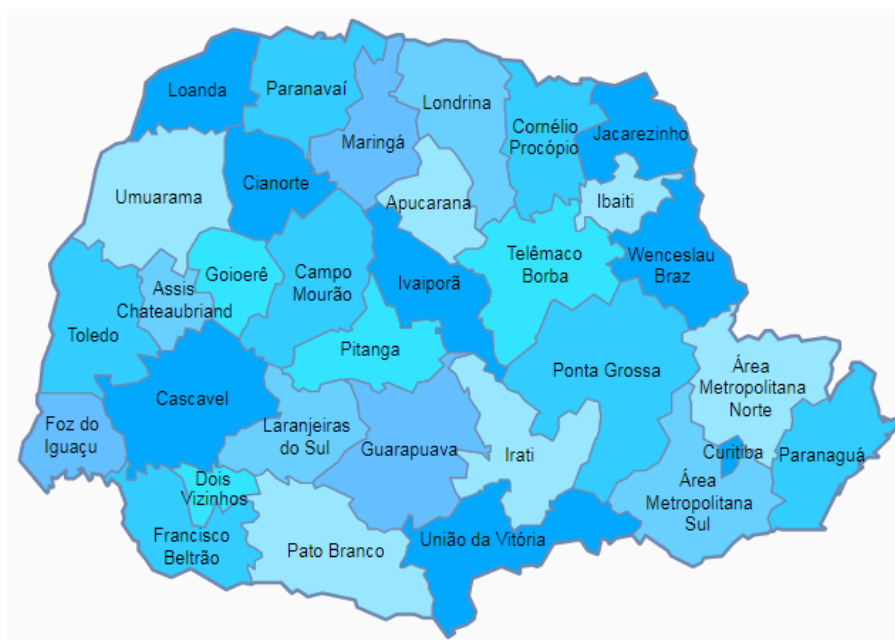 Loanda
Paranavaí
Londrina
Maringá
Cornélio
Procópio
Jacarezinho
Umuarama
Cianorte
Apucarana
Ibaiti
Goioerê
Assis
Chateaubriand
Campo
Mourão
Ivaiporã
Telêmaco
Borba
Wenceslau
Braz
Toledo
Pitanga
Ponta Grossa
Área
Metropolitana
Norte
Cascavel
Foz do
Iguaçu
Laranjeiras
do Sul
Guarapuava
Irati
Curitiba
Paranaguá
Dois
Vizinhos
Área
Metropolitana
Sul
Francisco
Beltrão
Pato Branco
União da Vitória